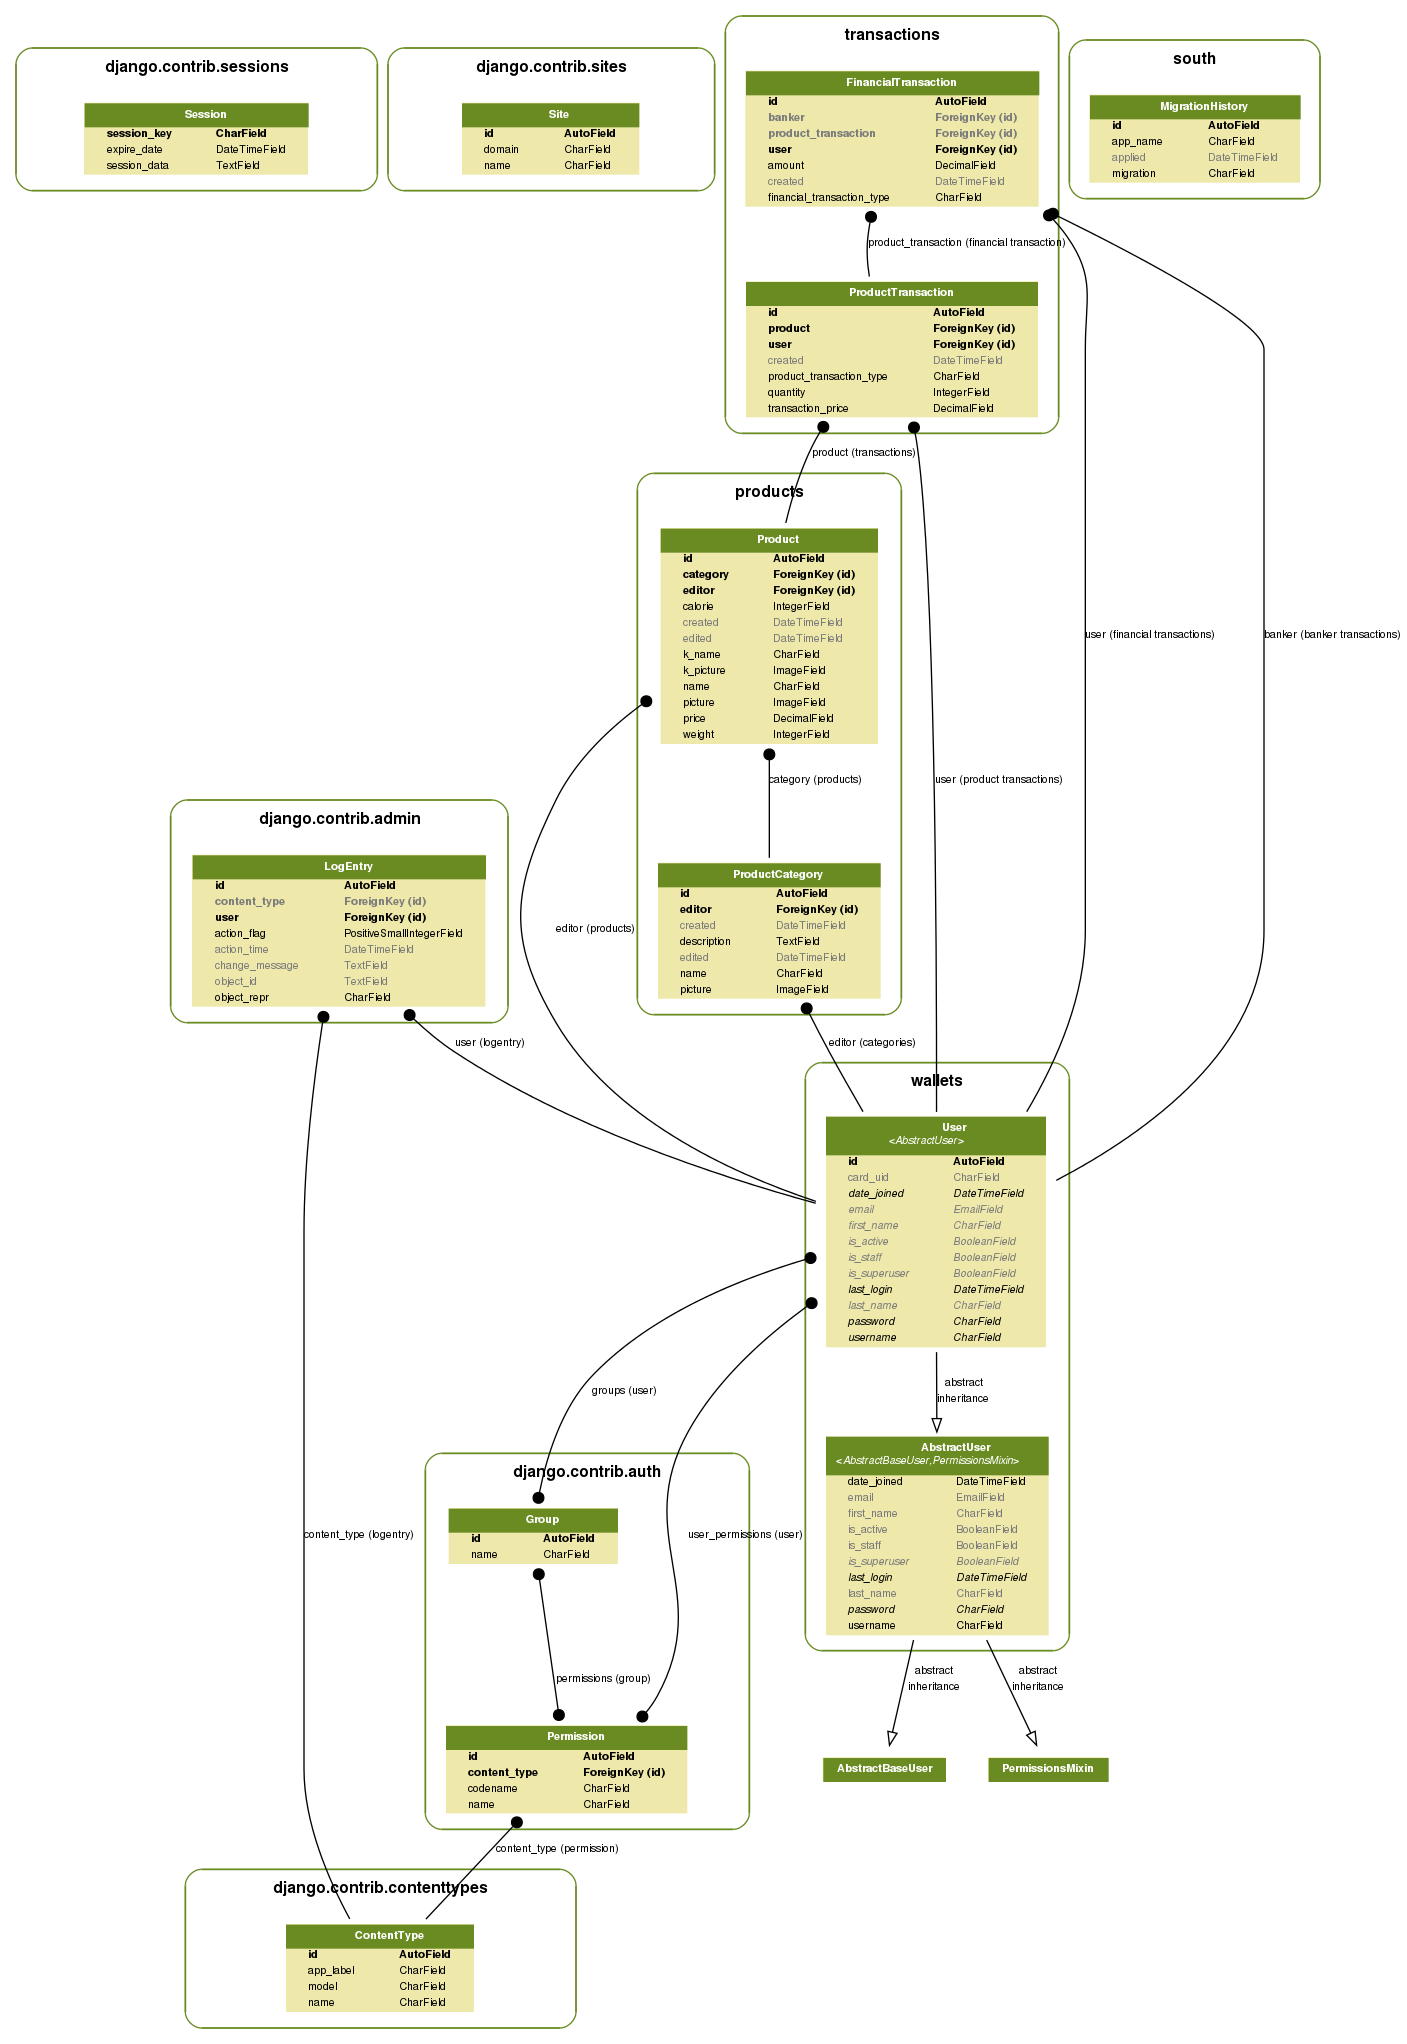 django.contrib.sessions
Session
session_key CharField
expire_date DateTimeField
session_data TextField
django.contrib.sites
Site
id AutoField
domain CharField
name CharField
transactions
FinancialTransaction
id AutoField
banker ForeignKey (id)
product_transaction ForeignKey (id)
user ForeignKey (id)
amount DecimalField
created DateTimeField
financial_transaction_type CharField
product_transaction (financial transaction)
ProductTransaction
id AutoField
product ForeignKey (id)
user ForeignKey (id)
created DateTimeField
product_transaction_type CharField
quantity IntegerField
transaction_price DecimalField
south
MigrationHistory
id AutoField
app_name CharField
applied DateTimeField
migration CharField
product (transactions)
products
Product
id AutoField
category ForeignKey (id)
editor ForeignKey (id)
calorie IntegerField
created DateTimeField
edited DateTimeField
k_name CharField
k_picture ImageField
name CharField
picture ImageField
price DecimalField
weight IntegerField
user (financial transactions)
banker (banker transactions)
category (products)
user (product transactions)
ProductCategory
id AutoField
editor ForeignKey (id)
created DateTimeField
description TextField
edited DateTimeField
name CharField
picture ImageField
editor (products)
django.contrib.admin
LogEntry
id AutoField
content_type ForeignKey (id)
user ForeignKey (id)
action_flag PositiveSmallIntegerField
action_time DateTimeField
change_message TextField
object_id TextField
object_repr CharField
user (logentry)
editor (categories)
wallets
User
<AbstractUser>
id AutoField
card_uid CharField
date_joined DateTimeField
email EmailField
first_name CharField
is_active BooleanField
is_staff BooleanField
is_superuser BooleanField
last_login DateTimeField
last_name CharField
password CharField
username CharField
abstract
inheritance
AbstractUser
<AbstractBaseUser,PermissionsMixin>
date_joined DateTimeField
email EmailField
first_name CharField
is_active BooleanField
is_staff BooleanField
is_superuser BooleanField
last_login DateTimeField
last_name CharField
password CharField
username CharField
groups (user)
django.contrib.auth
Group
id AutoField
name CharField
content_type (logentry)
user_permissions (user)
permissions (group)
abstract
inheritance
abstract
inheritance
Permission
id AutoField
content_type ForeignKey (id)
codename CharField
name CharField
AbstractBaseUser
PermissionsMixin
content_type (permission)
django.contrib.contenttypes
ContentType
id AutoField
app_label CharField
model CharField
name CharField